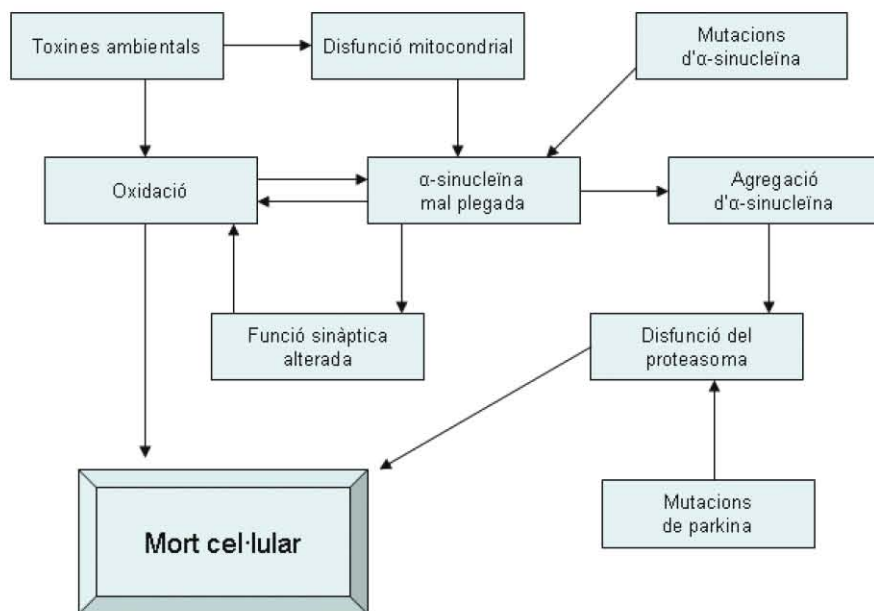 Toxines ambientals
Disfunció mitocondrial
Mutacions
d'α-sinucleïna
Oxidació
α-sinucleïna
mal plegada
Agregació
d'α-sinucleïna
Funció sinàptica
alterada
Disfunció del
proteasoma
Mort cel·lular
Mutacions
de parkina